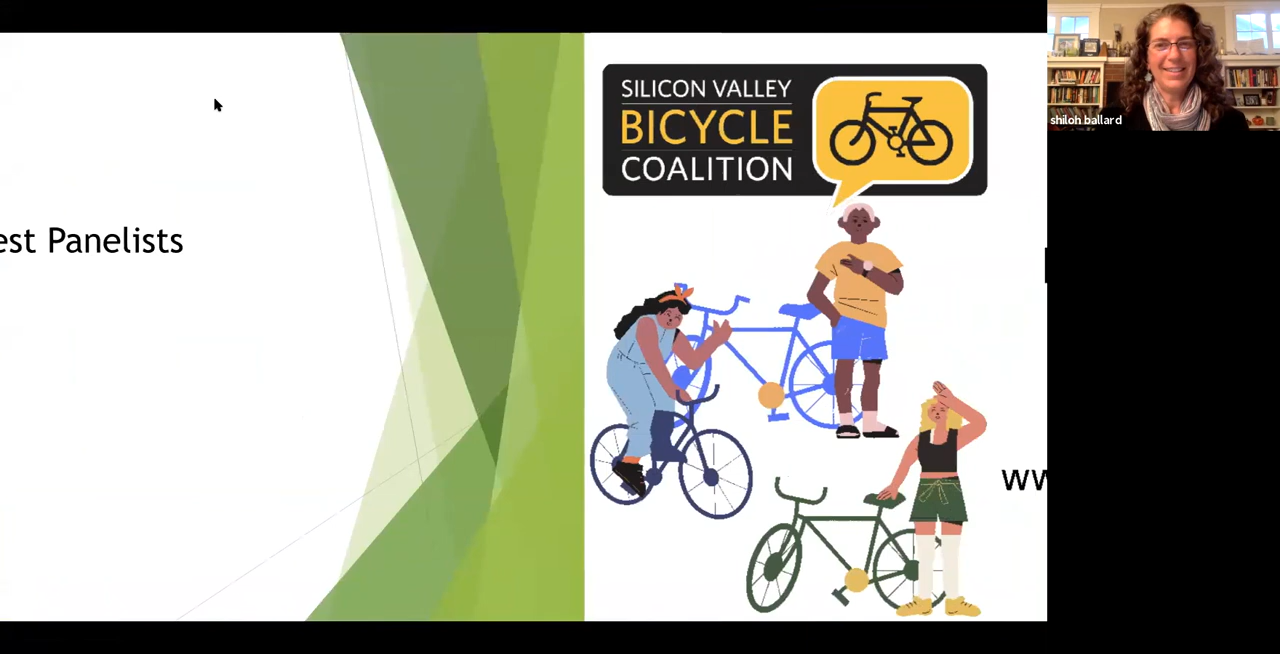 est Panelists
SILICON VALLEY
BICYCLE
COALITION
ww
shiloh ballard